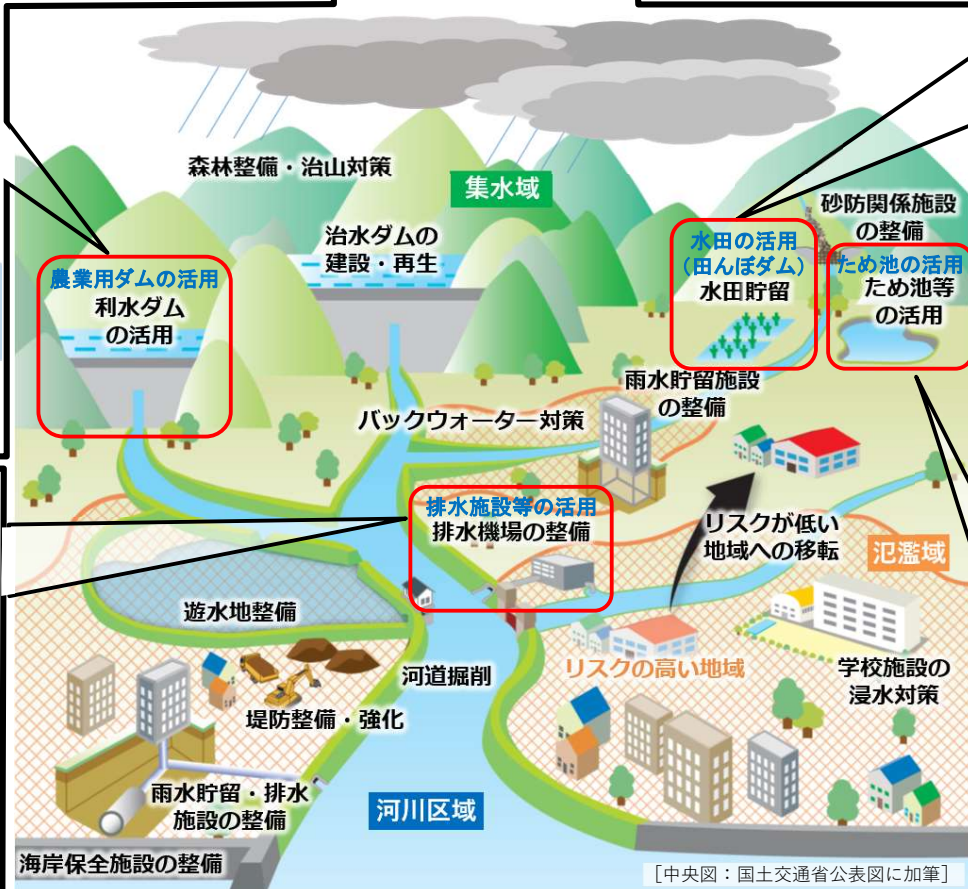 森林整備・治山対策
集水域
治水ダムの
建設・再生
農業用ダムの活用
利水ダム
の活用
水田の活用
(田んぼダム)
水田貯留
砂防関係施設
の整備
ため池の活用
ため池等
の活用
雨水貯留施設
の整備
バックウォーター対策
排水施設等の活用
排水機場の整備
リスクが低い
地域への移転
氾濫域
遊水地整備
河道掘削
リスクの高い地域
学校施設の
浸水対策
堤防整備・強化
雨水貯留・排水
施設の整備
河川区域
海岸保全施設の整備
[中央図:国土交通省公表図に加筆]